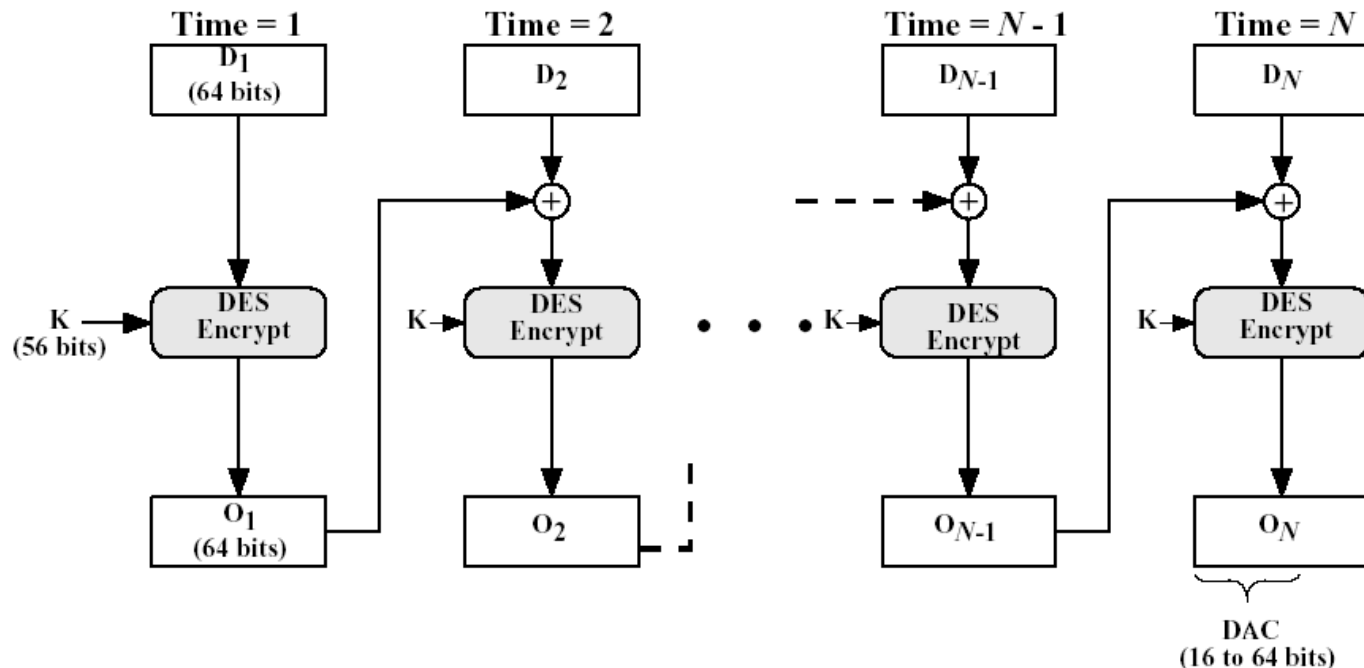 Time = 1
Time = 2
Time = N - 1
Time = N
D1
(64 bits)
D2
DN-1
DN
+
+
+
K
(56 bits)
DES
Encrypt
K
DES
Encrypt
K
DES
Encrypt
K
DES
Encrypt
O1
(64 bits)
O2
ON-1
ON
DAC
(16 to 64 bits)